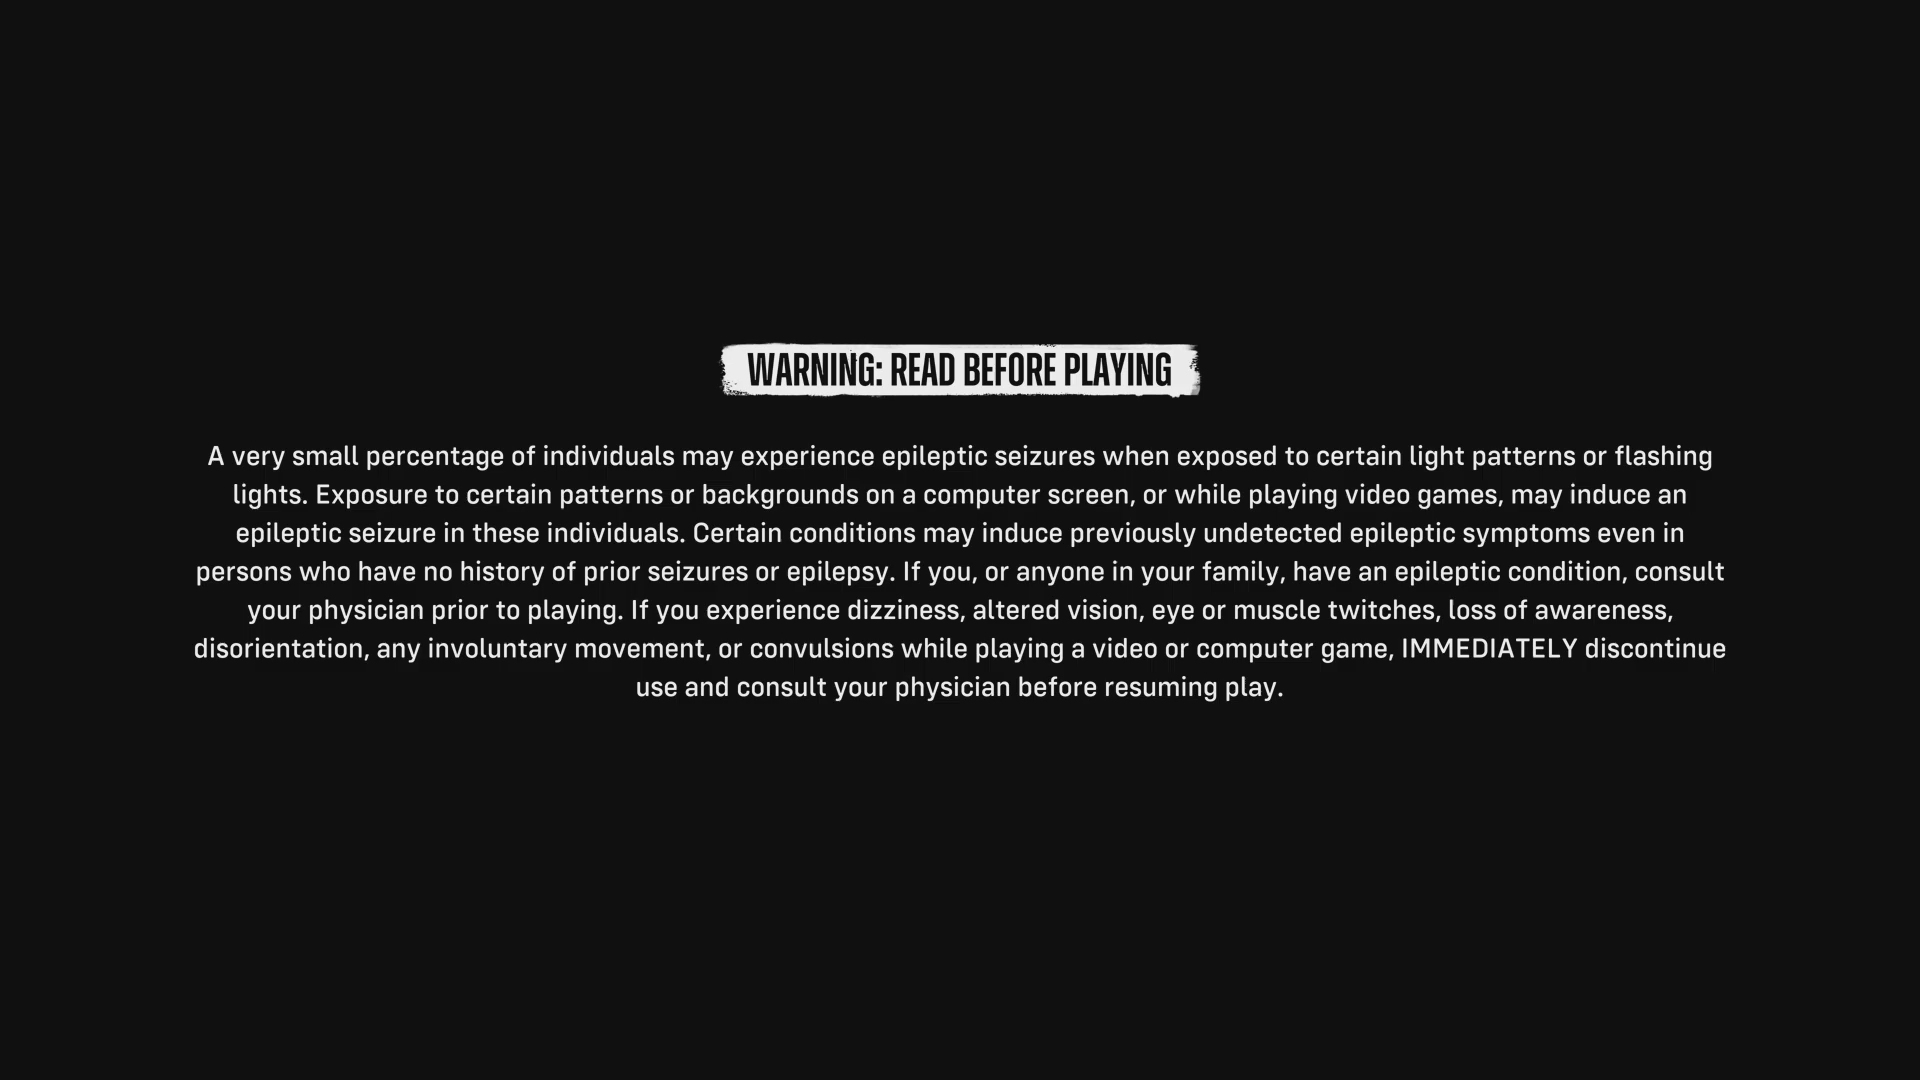 WARNING: READ BEFORE PLAYING
A very small percentage of individuals may experience epileptic seizures when exposed to certain light patterns or flashing
lights. Exposure to certain patterns or backgrounds on a computer screen, or while playing video games, may induce an
epileptic seizure in these individuals. Certain conditions may induce previously undetected epileptic symptoms even in
persons who have no history of prior seizures or epilepsy. If you, or anyone in your family, have an epileptic condition, consult
your physician prior to playing. If you experience dizziness, altered vision, eye or muscle twitches, loss of awareness,
disorientation, any involuntary movement, or convulsions while playing a video or computer game, IMMEDIATELY discontinue
use and consult your physician before resuming play.